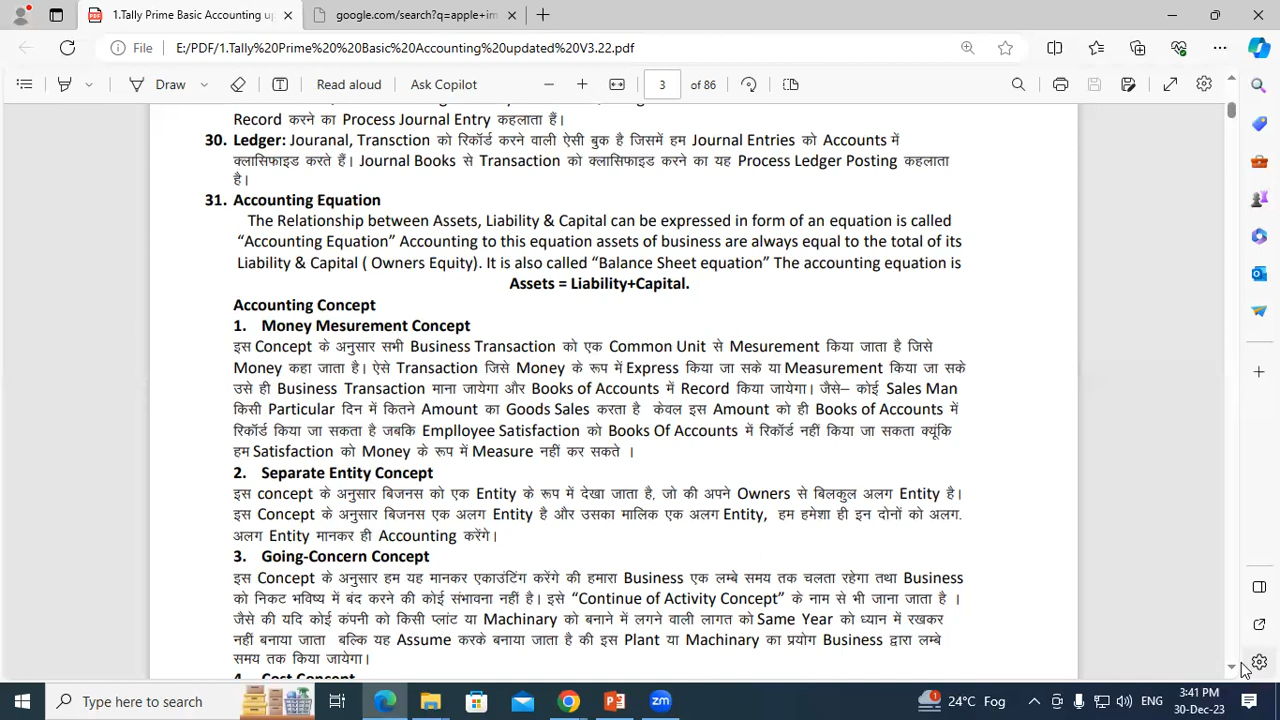 1.Tally Prime Basic Accounting up
google.com/search?q=apple+im
File
E:/PDF/1.Tally%20Prime%20%20Basic%20Accounting%20updated%20V3.22.pdf
Draw
Read aloud
Ask Copilot
3
of 86
Record करने का Process Journal Entry कहलाता हैं।
30. Ledger: Jouranal, Transction को रिकॉर्ड करने वाली ऐसी बुक है जिसमें हम Journal Entries को Accounts में
क्लासिफाइड करते हैं। Journal Books से Transaction को क्लासिफाइड करने का यह Process Ledger Posting कहलाता
है।
31. Accounting Equation
The Relationship between Assets, Liability & Capital can be expressed in form of an equation is called
“Accounting Equation” Accounting to this equation assets of business are always equal to the total of its
Liability & Capital ( Owners Equity). It is also called “Balance Sheet equation” The accounting equation is
Assets = Liability+Capital.
Accounting Concept
1. Money Mesurement Concept
इस Concept के अनुसार सभी Business Transaction को एक Common Unit से Mesurement किया जाता है जिसे
Money कहा जाता है। ऐसे Transaction जिसे Money के रूप में Express किया जा सके या Measurement किया जा सके
उसे ही Business Transaction माना जायेगा और Books of Accounts में Record किया जायेगा। जैसे– कोई Sales Man
किसी Particular दिन में कितने Amount का Goods Sales करता है केवल इस Amount को ही Books of Accounts में
रिकॉर्ड किया जा सकता है जबकि Emplloyee Satisfaction को Books Of Accounts में रिकॉर्ड नहीं किया जा सकता क्यूंकि
हम Satisfaction को Money के रूप में Measure नहीं कर सकते ।
2. Separate Entity Concept
इस concept के अनुसार बिजनस को एक Entity के रूप में देखा जाता है, जो की अपने Owners से बिलकुल अलग Entity है।
इस Concept के अनुसार बिजनस एक अलग Entity है और उसका मालिक एक अलग Entity, हम हमेशा ही इन दोनों को अलग.
अलग Entity मानकर ही Accounting करेंगे।
3. Going-Concern Concept
इस Concept के अनुसार हम यह मानकर एकाउंटिंग करेंगे की हमारा Business एक लम्बे समय तक चलता रहेगा तथा Business
को निकट भविष्य में बंद करने की कोई संभावना नहीं है। इसे “Continue of Activity Concept” के नाम से भी जाना जाता है ।
जैसे की यदि कोई कंपनी को किसी प्लांट या Machinary को बनाने में लगने वाली लागत को Same Year को ध्यान में रखकर
नहीं बनाया जाता बल्कि यह Assume करके बनाया जाता है की इस Plant या Machinary का प्रयोग Business द्वारा लम्बे
समय तक किया जायेगा।
4. Cost Concept
Type here to search
1
24°C Fog
ENG
3:41 PM
30-Dec-23